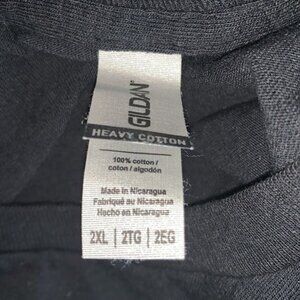 GILDAN
HEAVY COTTON
100% cotton /
coton / algodón
Made in Nicaragua
Fabriqué au Nicaragua
Hecho en Nicaragua
2XL | 2TG | 2EG